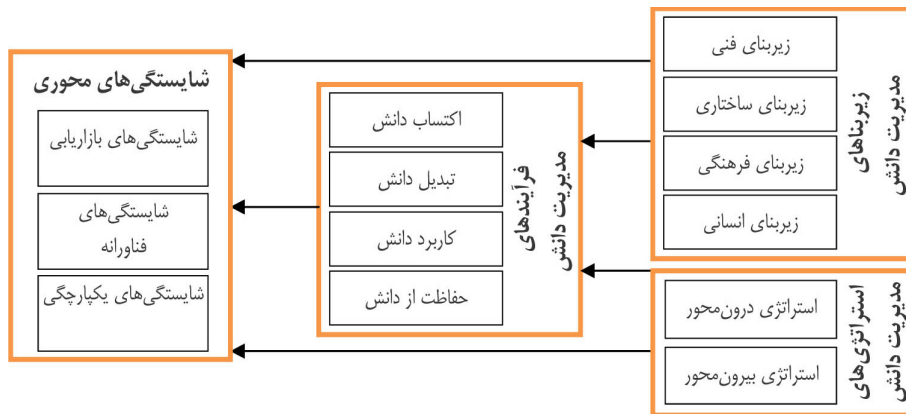 زیربناهای
مدیریت دانش
زیربنای فنی
زیربنای ساختاری
زیربنای فرهنگی
زیربنای انسانی
استراتژی‌های
مدیریت دانش
استراتژی درون‌محور
استراتژی بیرون‌محور
فرآیندهای
مدیریت دانش
اکتساب دانش
تبدیل دانش
کاربرد دانش
حفاظت از دانش
شایستگی‌های محوری
شایستگی‌های بازاریابی
شایستگی‌های
فناورانه
شایستگی‌های یکپارچگی